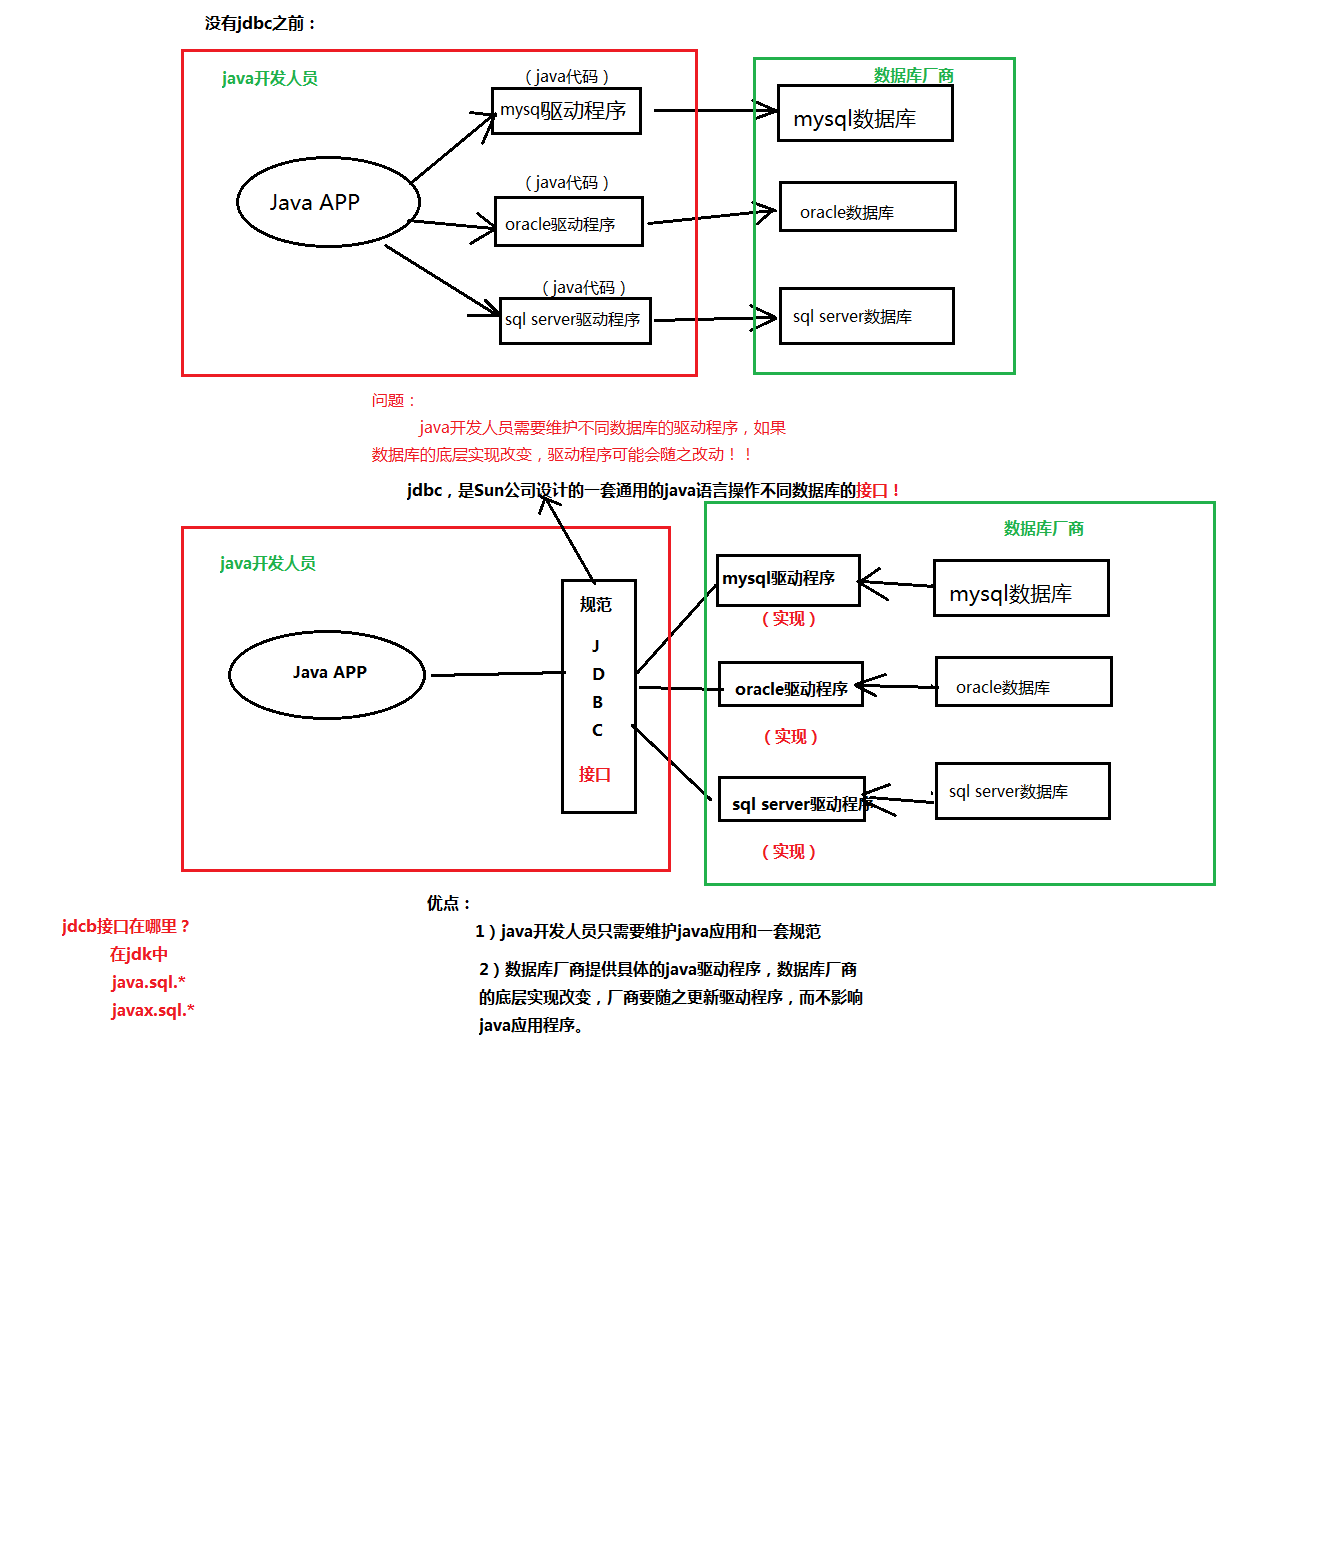 没有jdbc之前：
java开发人员
数据库厂商
（java代码）
mysql驱动程序
mysql数据库
Java APP
（java代码）
oracle驱动程序
oracle数据库
（java代码）
sql server驱动程序
sql server数据库
问题：
java开发人员需要维护不同数据库的驱动程序，如果
数据库的底层实现改变，驱动程序可能会随之改动！！
jdbc，是Sun公司设计的一套通用的java语言操作不同数据库的接口！
java开发人员
数据库厂商
Java APP
规范
J
D
B
C
接口
mysql驱动程序
（实现）
mysql数据库
oracle驱动程序
（实现）
oracle数据库
sql server驱动程序
（实现）
sql server数据库
优点：
1）java开发人员只需要维护java应用和一套规范
2）数据库厂商提供具体的java驱动程序，数据库厂商
的底层实现改变，厂商要随之更新驱动程序，而不影响
java应用程序。
jdcb接口在哪里？
在jdk中
java.sql.*
javax.sql.*